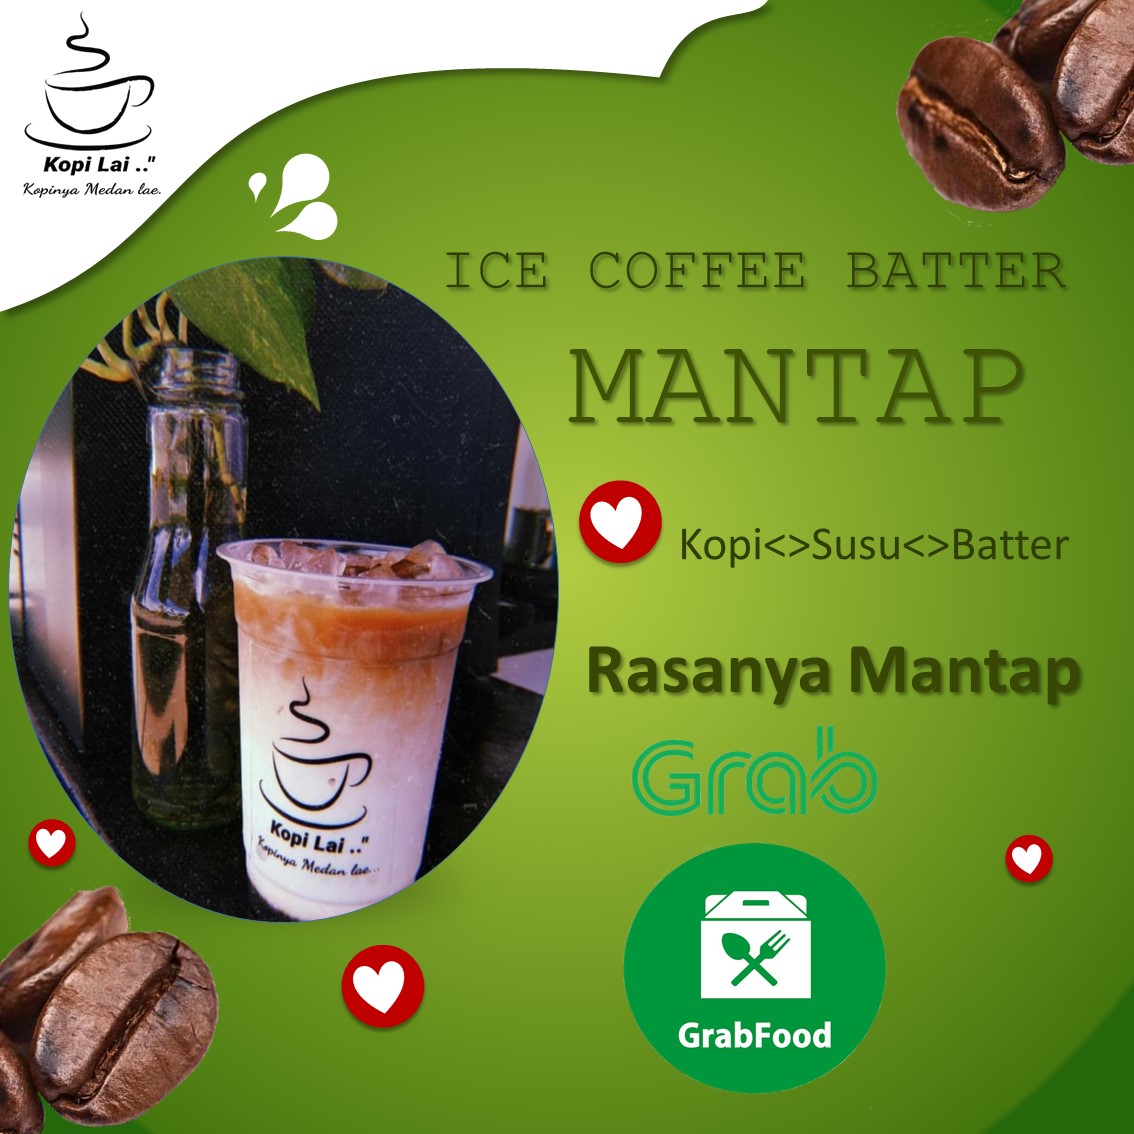 Kopi Lai .."
Kopinya Medan lae.
ICE COFFEE BATTER
MANTAP
Kopi<>Susu<>Batter
Rasanya Mantap
Grab
GrabFood
Kopi Lai .."
Kopinya Medan lae...